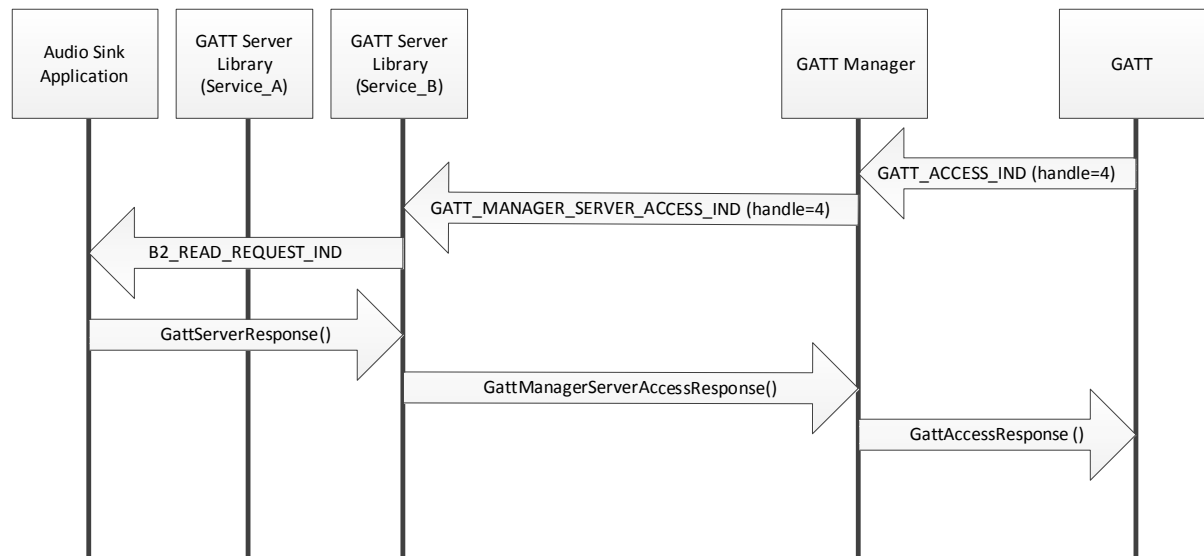 Audio Sink
Application
GATT Server
Library
(Service_A)
GATT Server
Library
(Service_B)
GATT Manager
GATT
GATT_ACCESS_IND (handle=4)
GATT_MANAGER_SERVER_ACCESS_IND (handle=4)
B2_READ_REQUEST_IND
GattServerResponse()
GattManagerServerAccessResponse()
GattAccessResponse ()